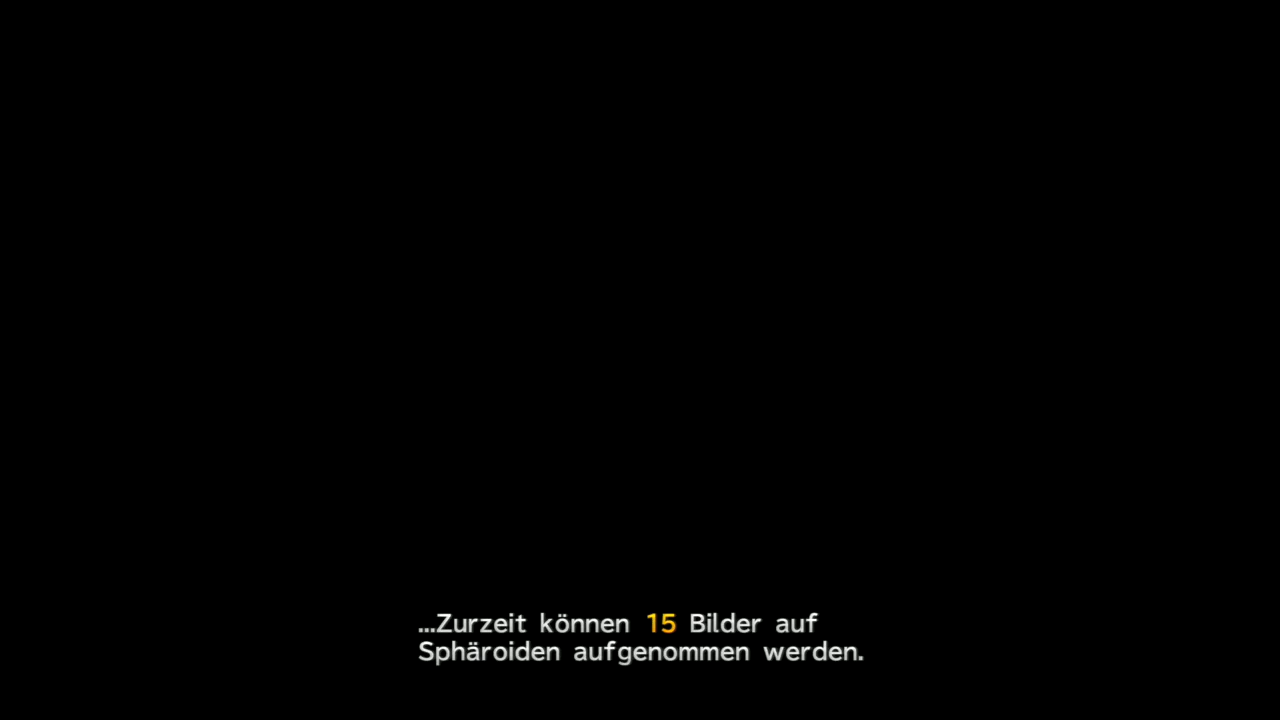 …Zurzeit können 15 Bilder auf
Sphäroiden aufgenommen werden.